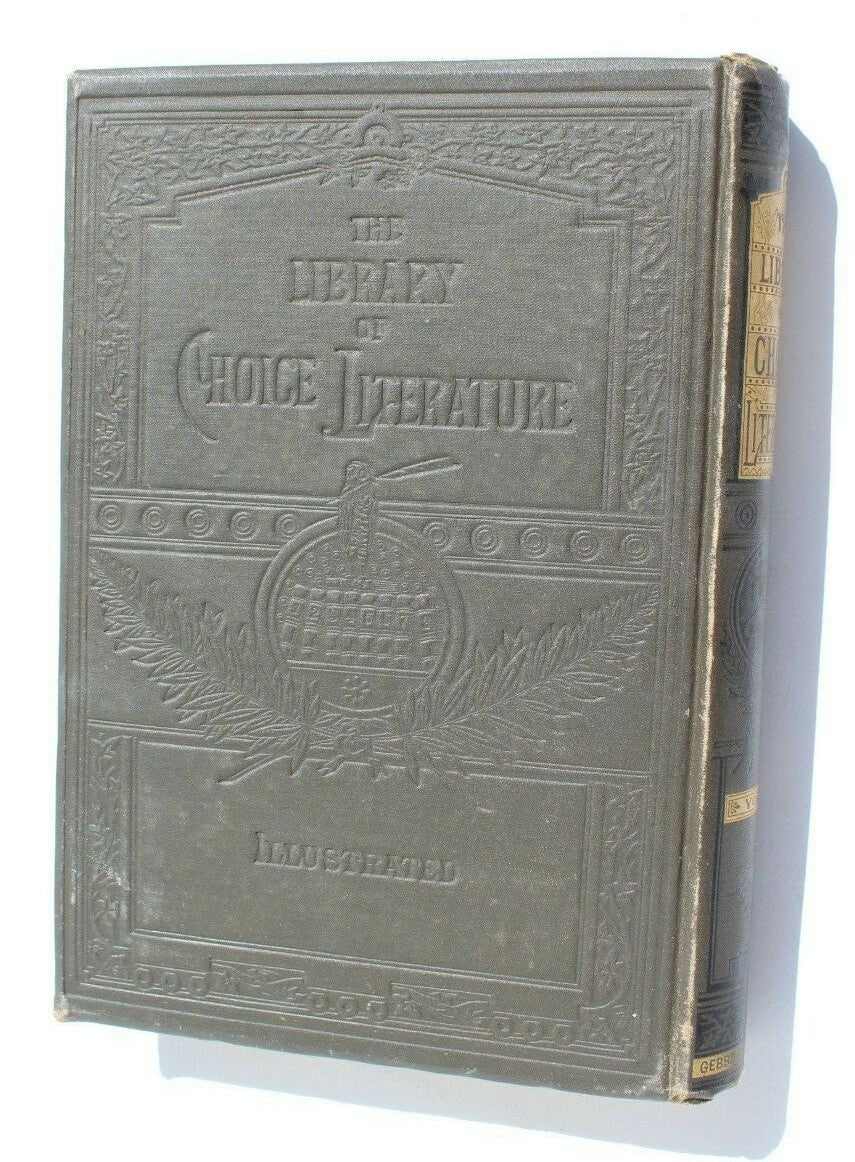 THE
LIBRARY
OF
CHOICE LITERATURE
ILLUSTRATED